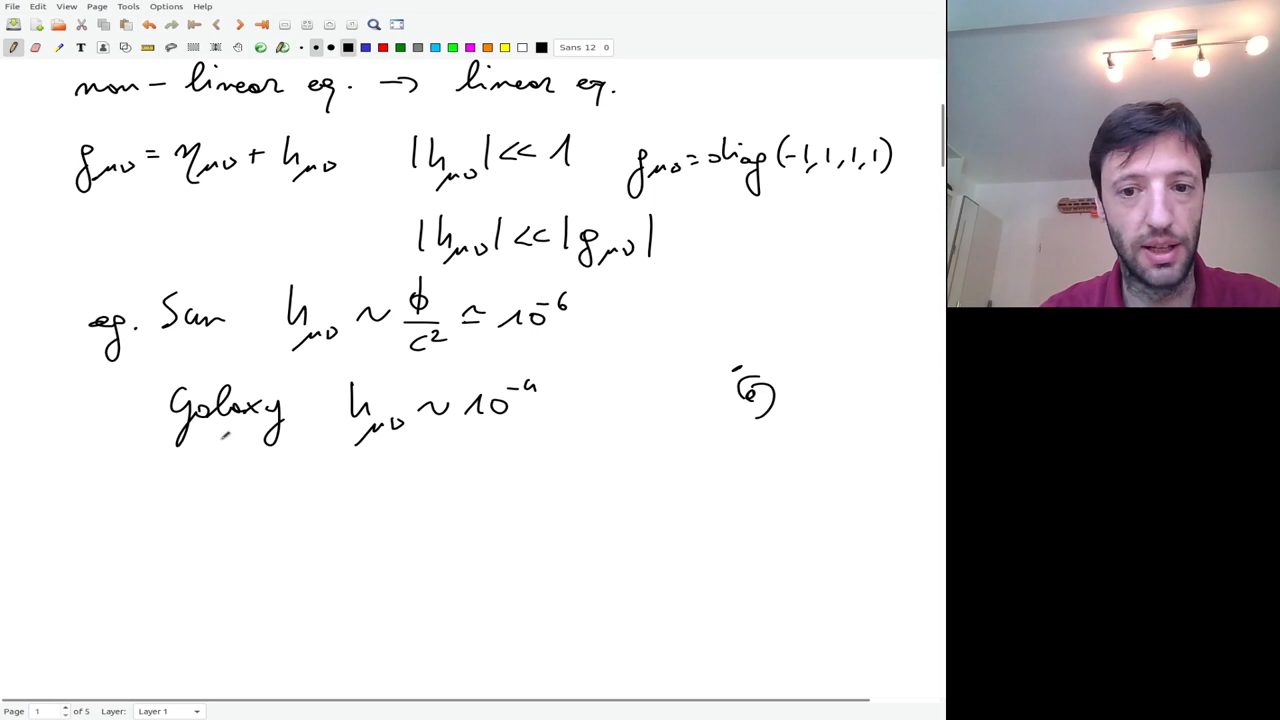 File Edit View Page Tools Options Help
T Sans 12 0
non-linear eq. → linear eq.
gμν = ημν + hμν |hμν| << 1 gμν = diag (-1, 1, 1, 1)
|hμν| << |gμν|
eg. Sun hμν ~ ϕ/c² ≃ 10⁻⁶
Galaxy hμν ~ 10⁻⁴
Page 1 of 5 Layer: Layer 1